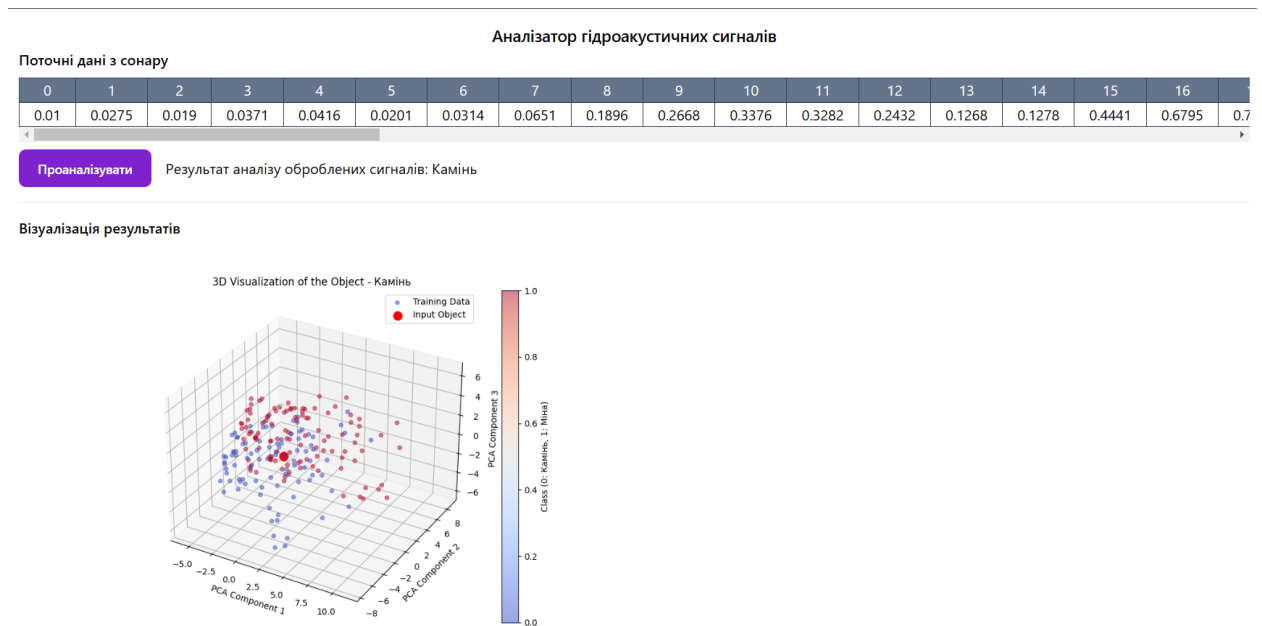 Аналізатор гідроакустичних сигналів
Поточні дані з сонару
0 1 2 3 4 5 6 7 8 9 10 11 12 13 14 15 16
0.01 0.0275 0.019 0.0371 0.0416 0.0201 0.0314 0.0651 0.1896 0.2668 0.3376 0.3282 0.2432 0.1268 0.1278 0.4441 0.6795
Проаналізувати Результат аналізу оброблених сигналів: Камінь
Візуалізація результатів
3D Visualization of the Object - Камінь
Training Data
Input Object
6
4
2
0
−2
−4
−6
PCA Component 3
8
6
4
2
0
−2
−4
−6
−8
PCA Component 2
−5.0 −2.5 0.0 2.5 5.0 7.5 10.0
PCA Component 1
1.0
0.8
0.6
0.4
0.2
0.0
Class (0: Камінь, 1: Міна)